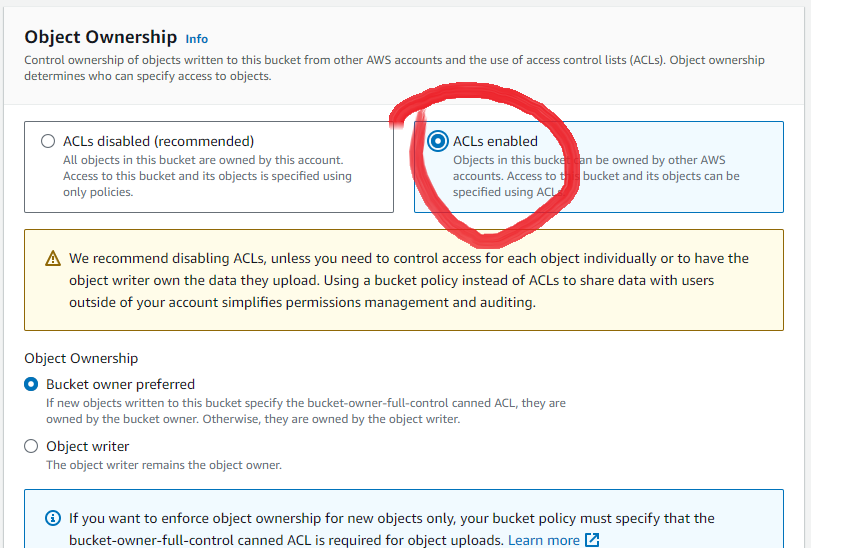 Object Ownership Info
Control ownership of objects written to this bucket from other AWS accounts and the use of access control lists (ACLs). Object ownership
determines who can specify access to objects.
ACLs disabled (recommended)
All objects in this bucket are owned by this account.
Access to this bucket and its objects is specified using
only policies.
ACLs enabled
Objects in this bucket can be owned by other AWS
accounts. Access to this bucket and its objects can be
specified using ACLs.
We recommend disabling ACLs, unless you need to control access for each object individually or to have the
object writer own the data they upload. Using a bucket policy instead of ACLs to share data with users
outside of your account simplifies permissions management and auditing.
Object Ownership
Bucket owner preferred
If new objects written to this bucket specify the bucket-owner-full-control canned ACL, they are
owned by the bucket owner. Otherwise, they are owned by the object writer.
Object writer
The object writer remains the object owner.
If you want to enforce object ownership for new objects only, your bucket policy must specify that the
bucket-owner-full-control canned ACL is required for object uploads. Learn more